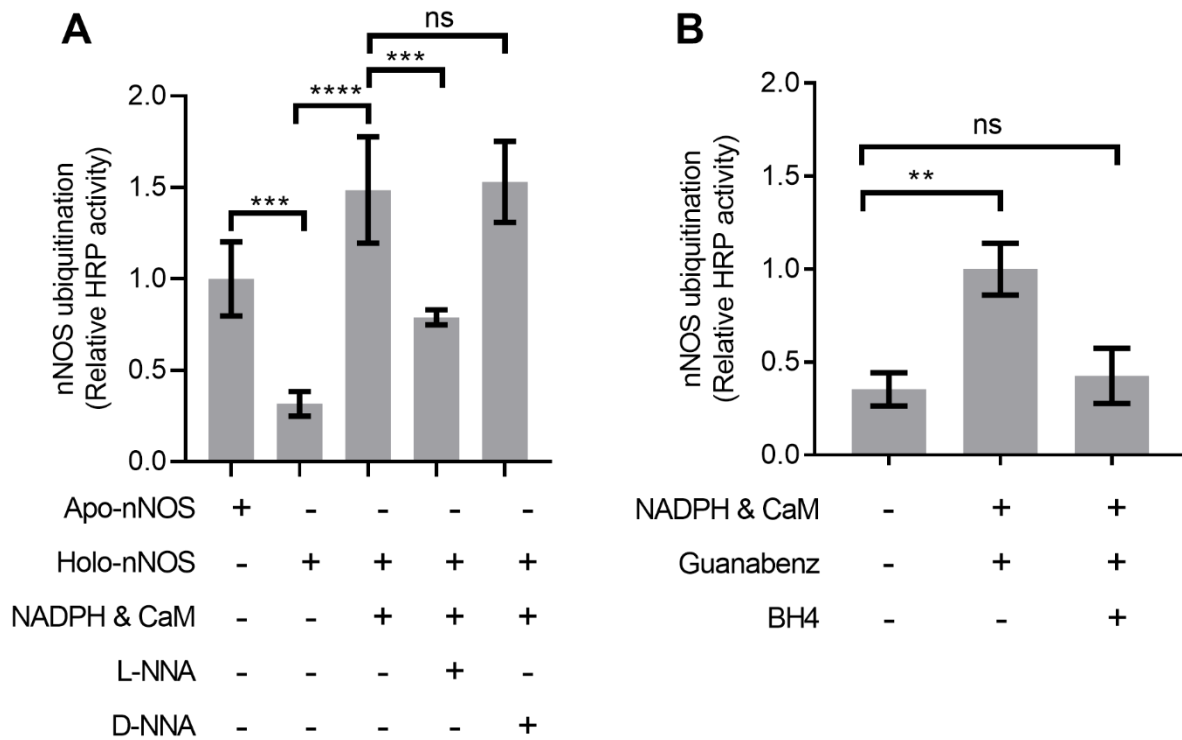 A
ns
***
****
***
2.0
1.5
1.0
0.5
0.0
nNOS ubiquitination
(Relative HRP activity)
Apo-nNOS + - - - -
Holo-nNOS - + + + +
NADPH & CaM - - + + +
L-NNA - - - + -
D-NNA - - - - +
B
ns
**
2.0
1.5
1.0
0.5
0.0
nNOS ubiquitination
(Relative HRP activity)
NADPH & CaM - + +
Guanabenz - + +
BH4 - - +